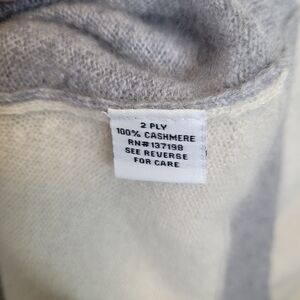 2 PLY
100% CASHMERE
RN#137198
SEE REVERSE
FOR CARE